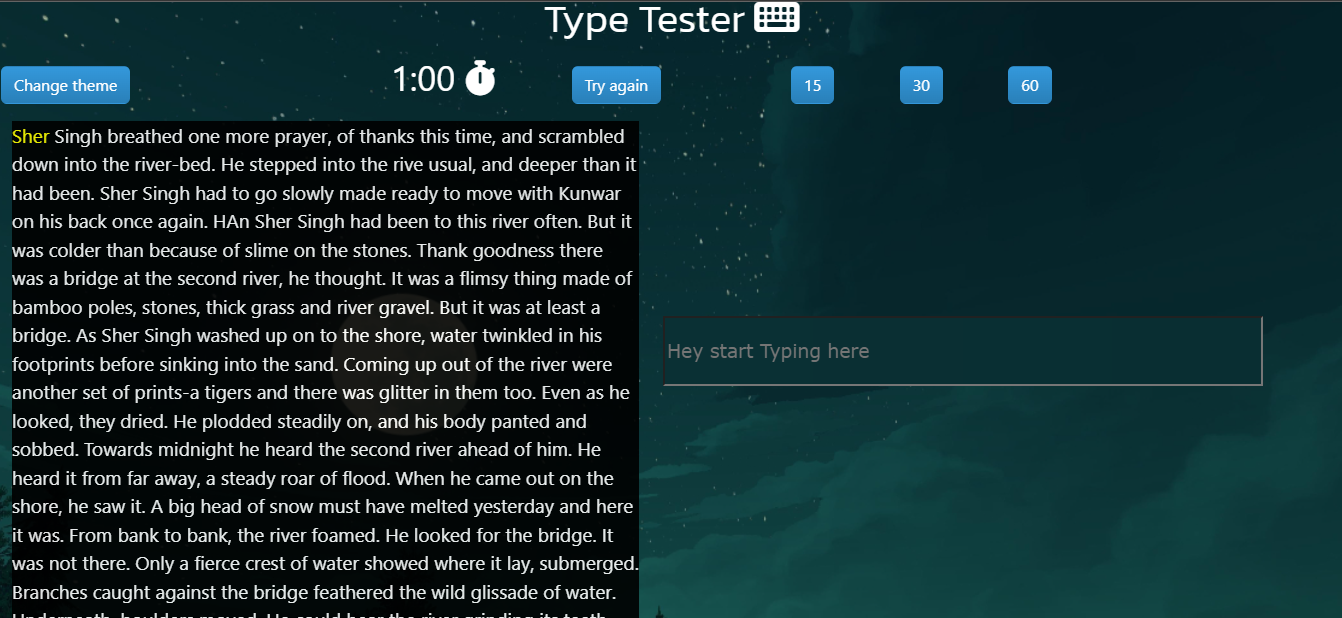 Type Tester
Change theme
1:00
Try again
15
30
60
Sher Singh breathed one more prayer, of thanks this time, and scrambled
down into the river-bed. He stepped into the rive usual, and deeper than it
had been. Sher Singh had to go slowly made ready to move with Kunwar
on his back once again. HAn Sher Singh had been to this river often. But it
was colder than because of slime on the stones. Thank goodness there
was a bridge at the second river, he thought. It was a flimsy thing made of
bamboo poles, stones, thick grass and river gravel. But it was at least a
bridge. As Sher Singh washed up on to the shore, water twinkled in his
footprints before sinking into the sand. Coming up out of the river were
another set of prints-a tigers and there was glitter in them too. Even as he
looked, they dried. He plodded steadily on, and his body panted and
sobbed. Towards midnight he heard the second river ahead of him. He
heard it from far away, a steady roar of flood. When he came out on the
shore, he saw it. A big head of snow must have melted yesterday and here
it was. From bank to bank, the river foamed. He looked for the bridge. It
was not there. Only a fierce crest of water showed where it lay, submerged.
Branches caught against the bridge feathered the wild glissade of water.
Underneath, boulders moved. He could hear the river grinding its teeth
Hey start Typing here